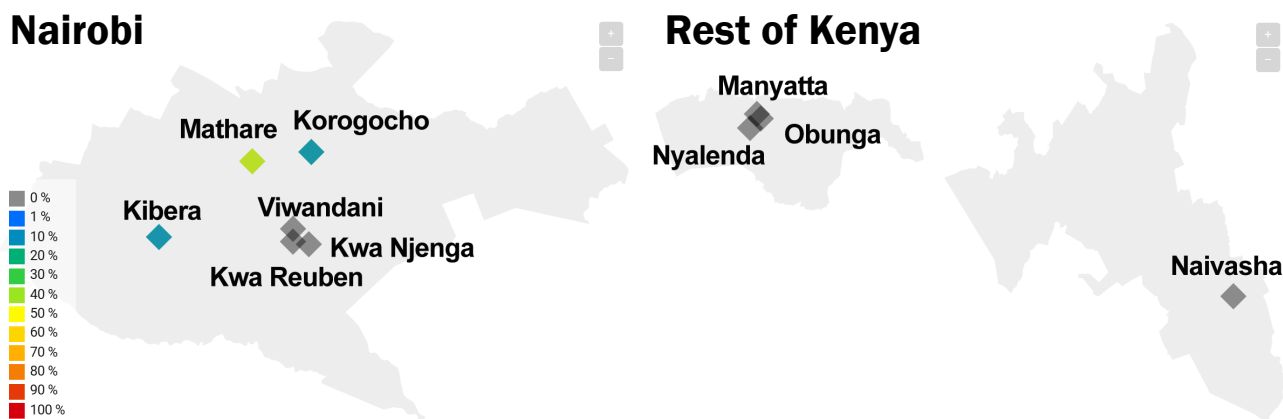 Nairobi
+
−
Mathare
Korogocho
Kibera
Viwandani
Kwa Njenga
Kwa Reuben
0 %
1 %
10 %
20 %
30 %
40 %
50 %
60 %
70 %
80 %
90 %
100 %
Rest of Kenya
+
−
Manyatta
Obunga
Nyalenda
Naivasha